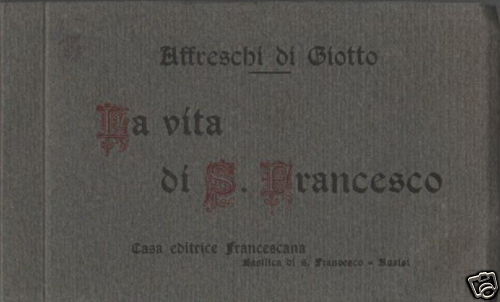 Affreschi di Giotto
La vita
di S. Francesco
Casa editrice Francescana
Basilica di S. Francesco - Assisi